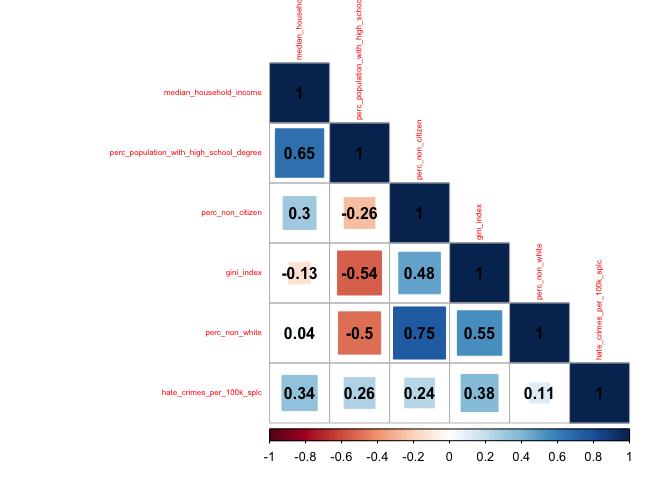 median_househo
perc_population_with_high_schoo
perc_non_citizen
gini_index
perc_non_white
hate_crimes_per_100k_splc
median_household_income 1
perc_population_with_high_school_degree 0.65 1
perc_non_citizen 0.3 -0.26 1
gini_index -0.13 -0.54 0.48 1
perc_non_white 0.04 -0.5 0.75 0.55 1
hate_crimes_per_100k_splc 0.34 0.26 0.24 0.38 0.11 1
-1 -0.8 -0.6 -0.4 -0.2 0 0.2 0.4 0.6 0.8 1